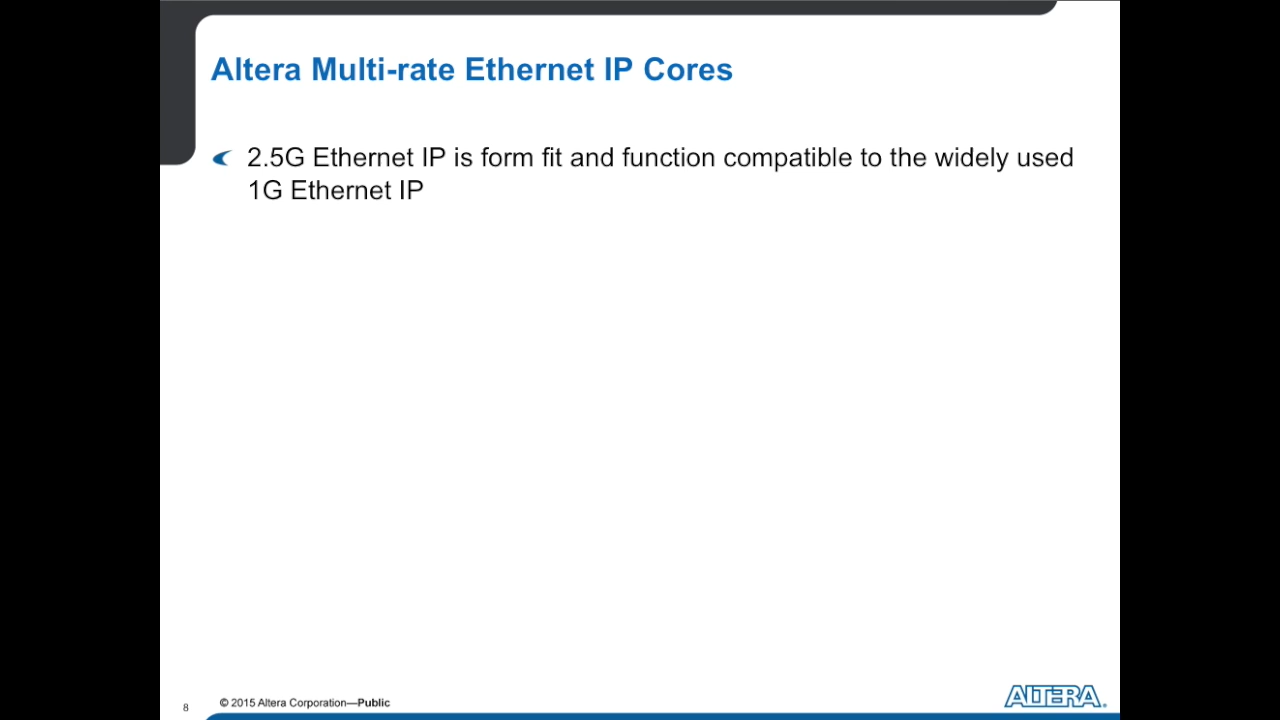 Altera Multi-rate Ethernet IP Cores
2.5G Ethernet IP is form fit and function compatible to the widely used
1G Ethernet IP
8
© 2015 Altera Corporation—Public
ALTERA®